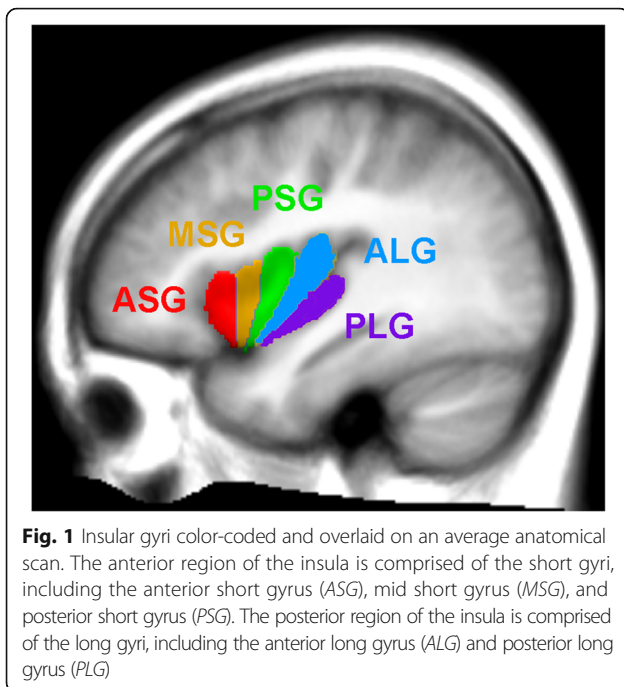 PSG
MSG
ALG
ASG
PLG
Fig. 1 Insular gyri color-coded and overlaid on an average anatomical
scan. The anterior region of the insula is comprised of the short gyri,
including the anterior short gyrus (ASG), mid short gyrus (MSG), and
posterior short gyrus (PSG). The posterior region of the insula is comprised
of the long gyri, including the anterior long gyrus (ALG) and posterior long
gyrus (PLG)